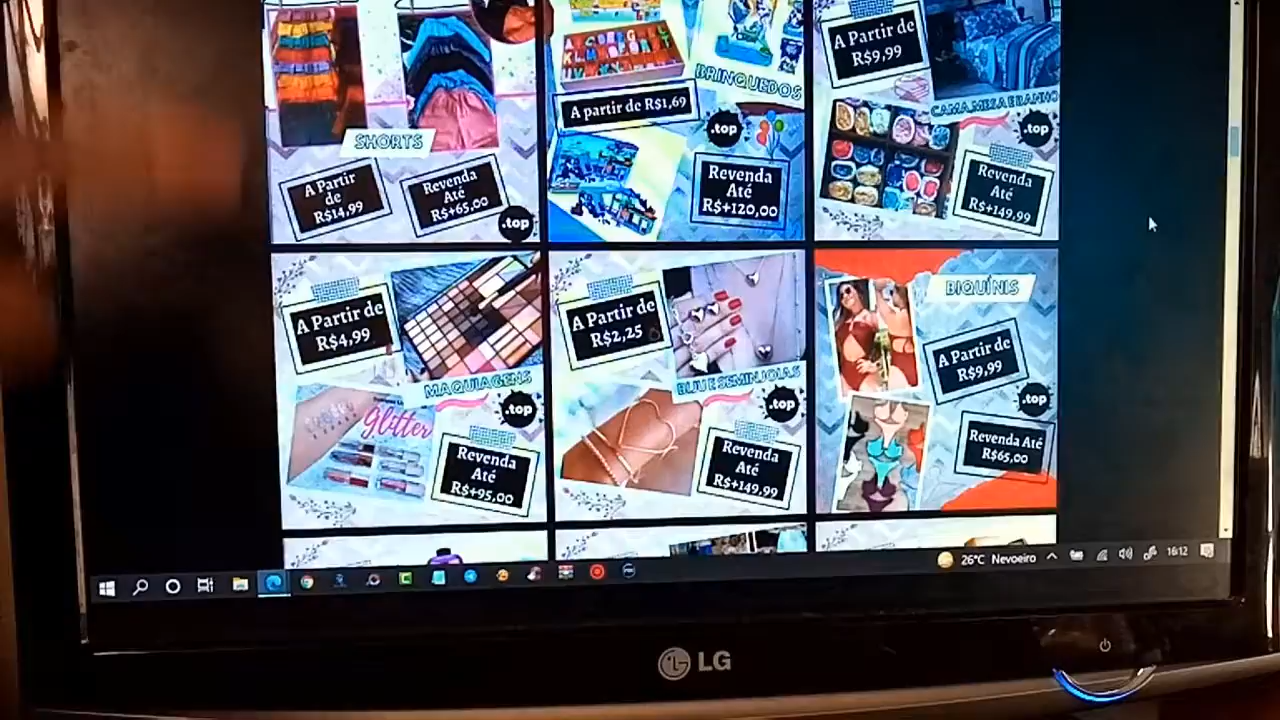 SHORTS
A Partir
de
R$14,99
Revenda
Até
R$+65,00
.top
A partir de R$1,69
BRINQUEDOS
.top
Revenda
Até
R$+120,00
A Partir de
R$9,99
CAMA MESA E BANHO
.top
Revenda
Até
R$+149,99
A Partir de
R$4,99
MAQUIAGENS
.top
Glitter
Revenda
Até
R$+95,00
A Partir de
R$2,25
BIJU E SEMINJOIAS
.top
Revenda
Até
R$+149,99
BIQUÍNIS
A Partir de
R$9,99
.top
Revenda Até
R$65,00
26°C Nevoeiro
16:12
LG